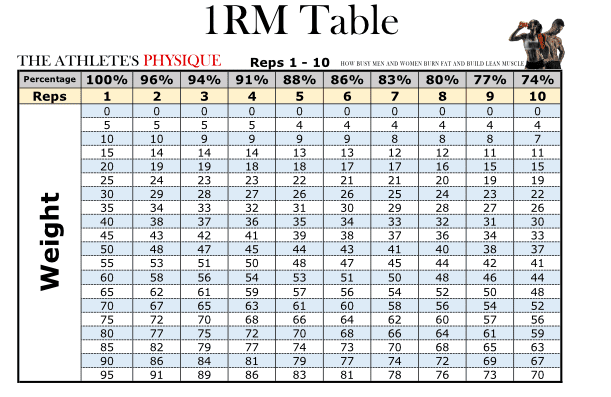 1RM Table
THE ATHLETE'S PHYSIQUE Reps 1 - 10 HOW BUSY MEN AND WOMEN BURN FAT AND BUILD LEAN MUSCLE
Percentage 100% 96% 94% 91% 88% 86% 83% 80% 77% 74%
Reps 1 2 3 4 5 6 7 8 9 10
Weight
0 0 0 0 0 0 0 0 0 0
5 5 5 5 4 4 4 4 4 4
10 10 9 9 9 9 8 8 8 7
15 14 14 14 13 13 12 12 11 11
20 19 19 18 18 17 17 16 15 15
25 24 23 23 22 21 21 20 19 19
30 29 28 27 26 26 25 24 23 22
35 34 33 32 31 30 29 28 27 26
40 38 37 36 35 34 33 32 31 30
45 43 42 41 39 38 37 36 34 33
50 48 47 45 44 43 41 40 38 37
55 53 51 50 48 47 45 44 42 41
60 58 56 54 53 51 50 48 46 44
65 62 61 59 57 56 54 52 50 48
70 67 65 63 61 60 58 56 54 52
75 72 70 68 66 64 62 60 57 56
80 77 75 72 70 68 66 64 61 59
85 82 79 77 74 73 70 68 65 63
90 86 84 81 79 77 74 72 69 67
95 91 89 86 83 81 78 76 73 70